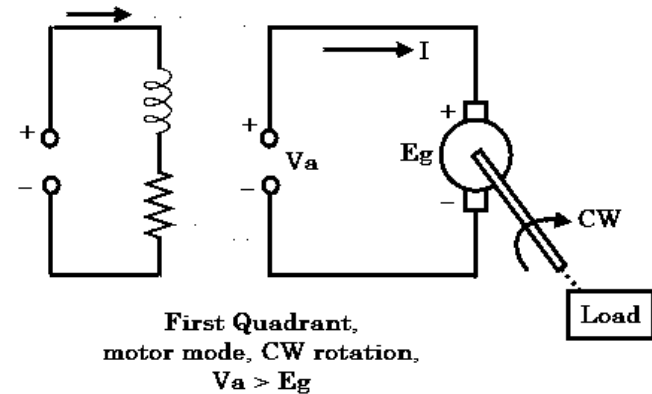 I
+
+
+
Va
Eg
–
–
–
CW
Load
First Quadrant,
motor mode, CW rotation,
Va > Eg